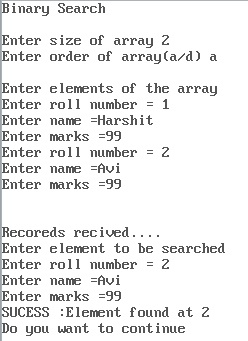 Binary Search
Enter size of array 2
Enter order of array(a/d) a
Enter elements of the array
Enter roll number = 1
Enter name =Harshit
Enter marks =99
Enter roll number = 2
Enter name =Avi
Enter marks =99
Recoreds recived....
Enter element to be searched
Enter roll number = 2
Enter name =Avi
Enter marks =99
SUCESS :Element found at 2
Do you want to continue